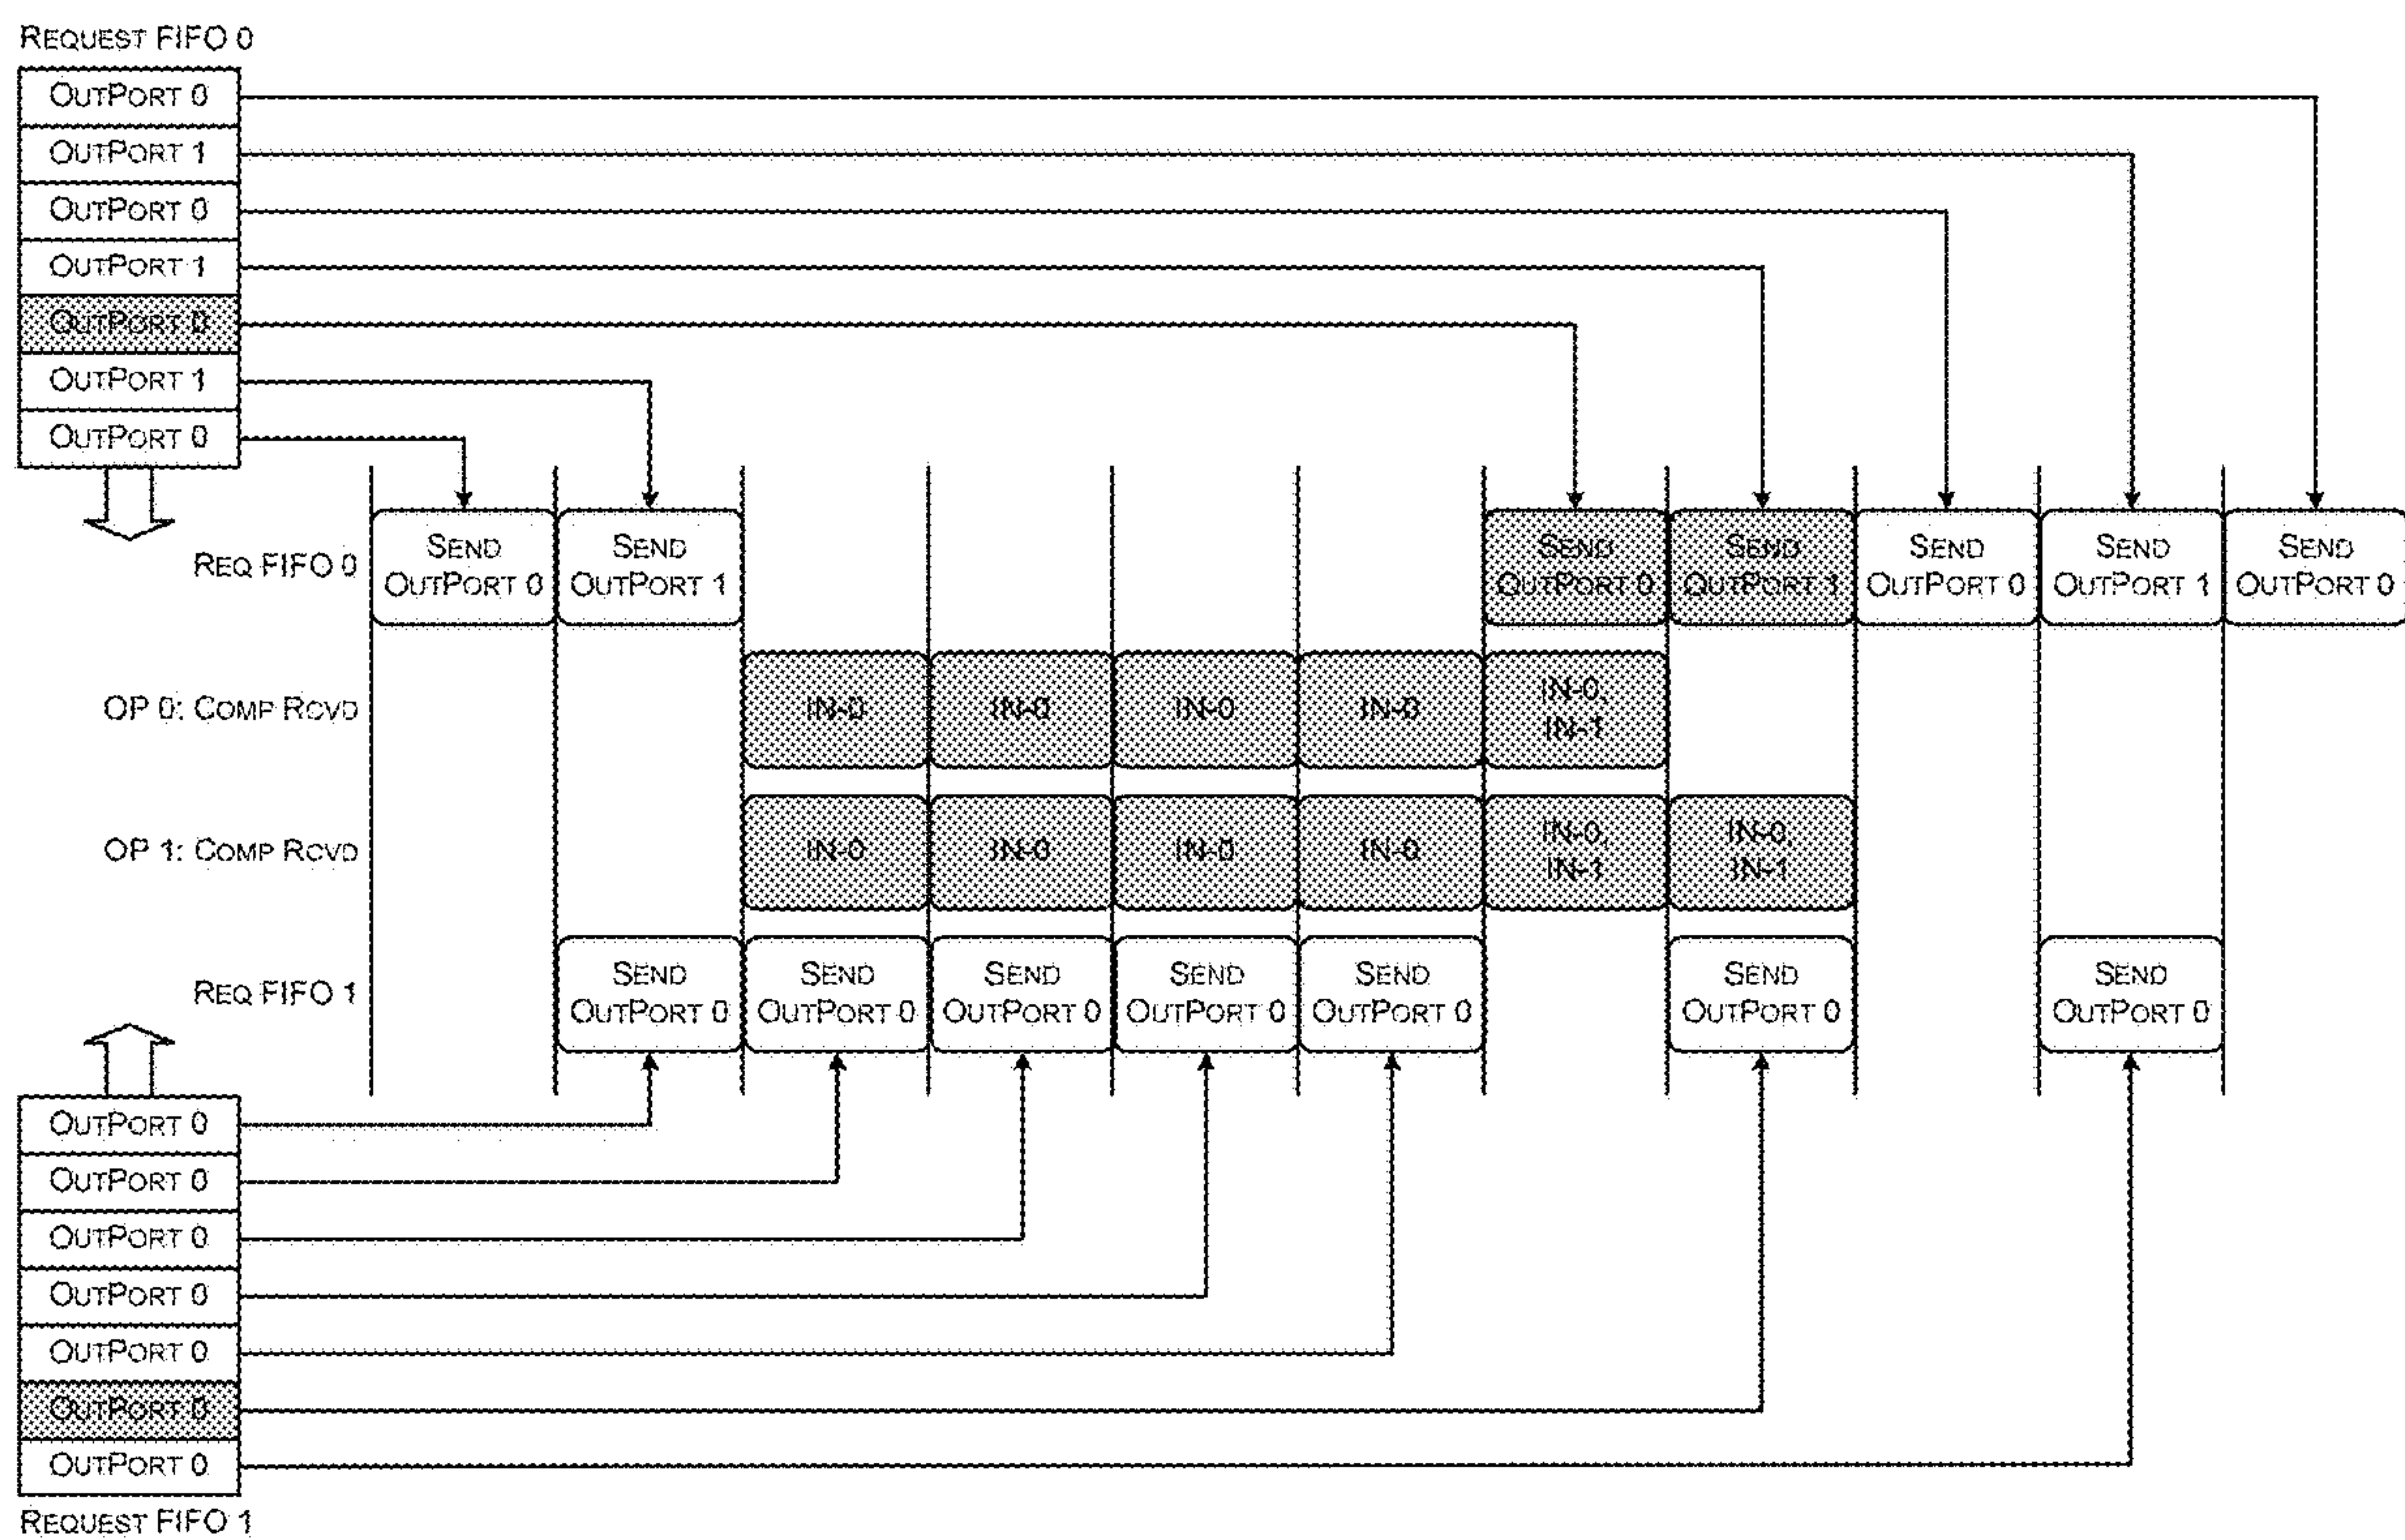 REQUEST FIFO 0
OUTPORT 0
OUTPORT 1
OUTPORT 0
OUTPORT 1
OUTPORT 0
OUTPORT 1
OUTPORT 0
REQ FIFO 0
SEND
OUTPORT 0
SEND
OUTPORT 1
SEND
OUTPORT 0
SEND
OUTPORT 1
SEND
OUTPORT 0
SEND
OUTPORT 1
SEND
OUTPORT 0
OP 0: COMP RCVD
IN-0
IN-0
IN-0
IN-0
IN-0,
IN-1
OP 1: COMP RCVD
IN-0
IN-0
IN-0
IN-0
IN-0,
IN-1
IN-0,
IN-1
REQ FIFO 1
SEND
OUTPORT 0
SEND
OUTPORT 0
SEND
OUTPORT 0
SEND
OUTPORT 0
SEND
OUTPORT 0
SEND
OUTPORT 0
SEND
OUTPORT 0
OUTPORT 0
OUTPORT 0
OUTPORT 0
OUTPORT 0
OUTPORT 0
OUTPORT 0
OUTPORT 0
REQUEST FIFO 1